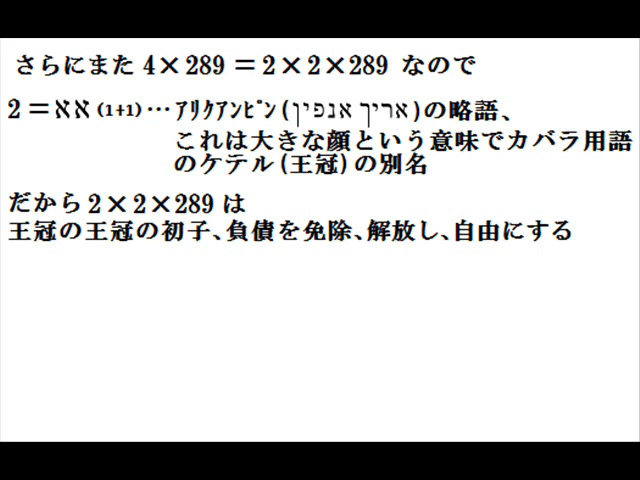 さらにまた 4×289 =2×2×289 なので
2=אא (1+1)…ｱﾘｸｱﾝﾋﾟﾝ(אריך אנפין)の略語、
これは大きな顔という意味でカバラ用語
のケテル(王冠)の別名
だから2×2×289 は
王冠の王冠の初子、負債を免除、解放し、自由にする